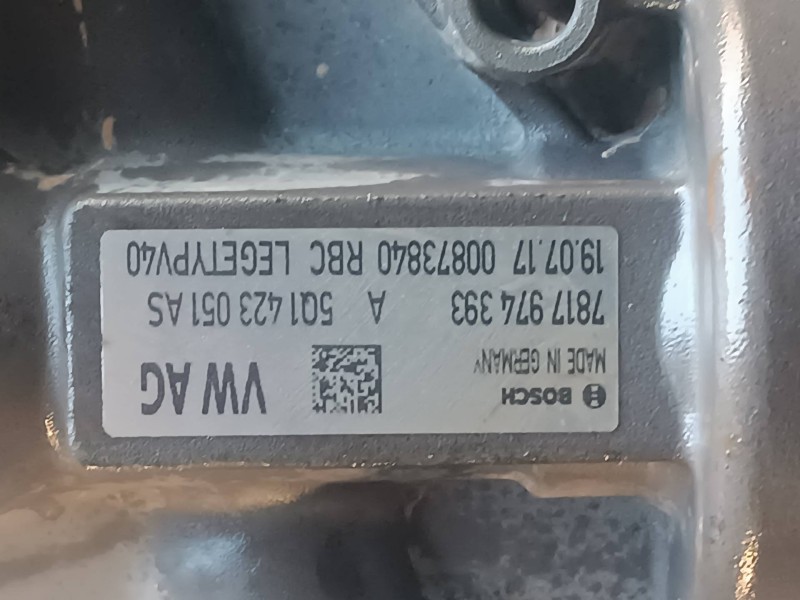 BOSCH
MADE IN GERMANY
VW AG
7817 974 393 A 5Q1 423 051 AS
19.07.17 00873840 RBC LEGETYPV40